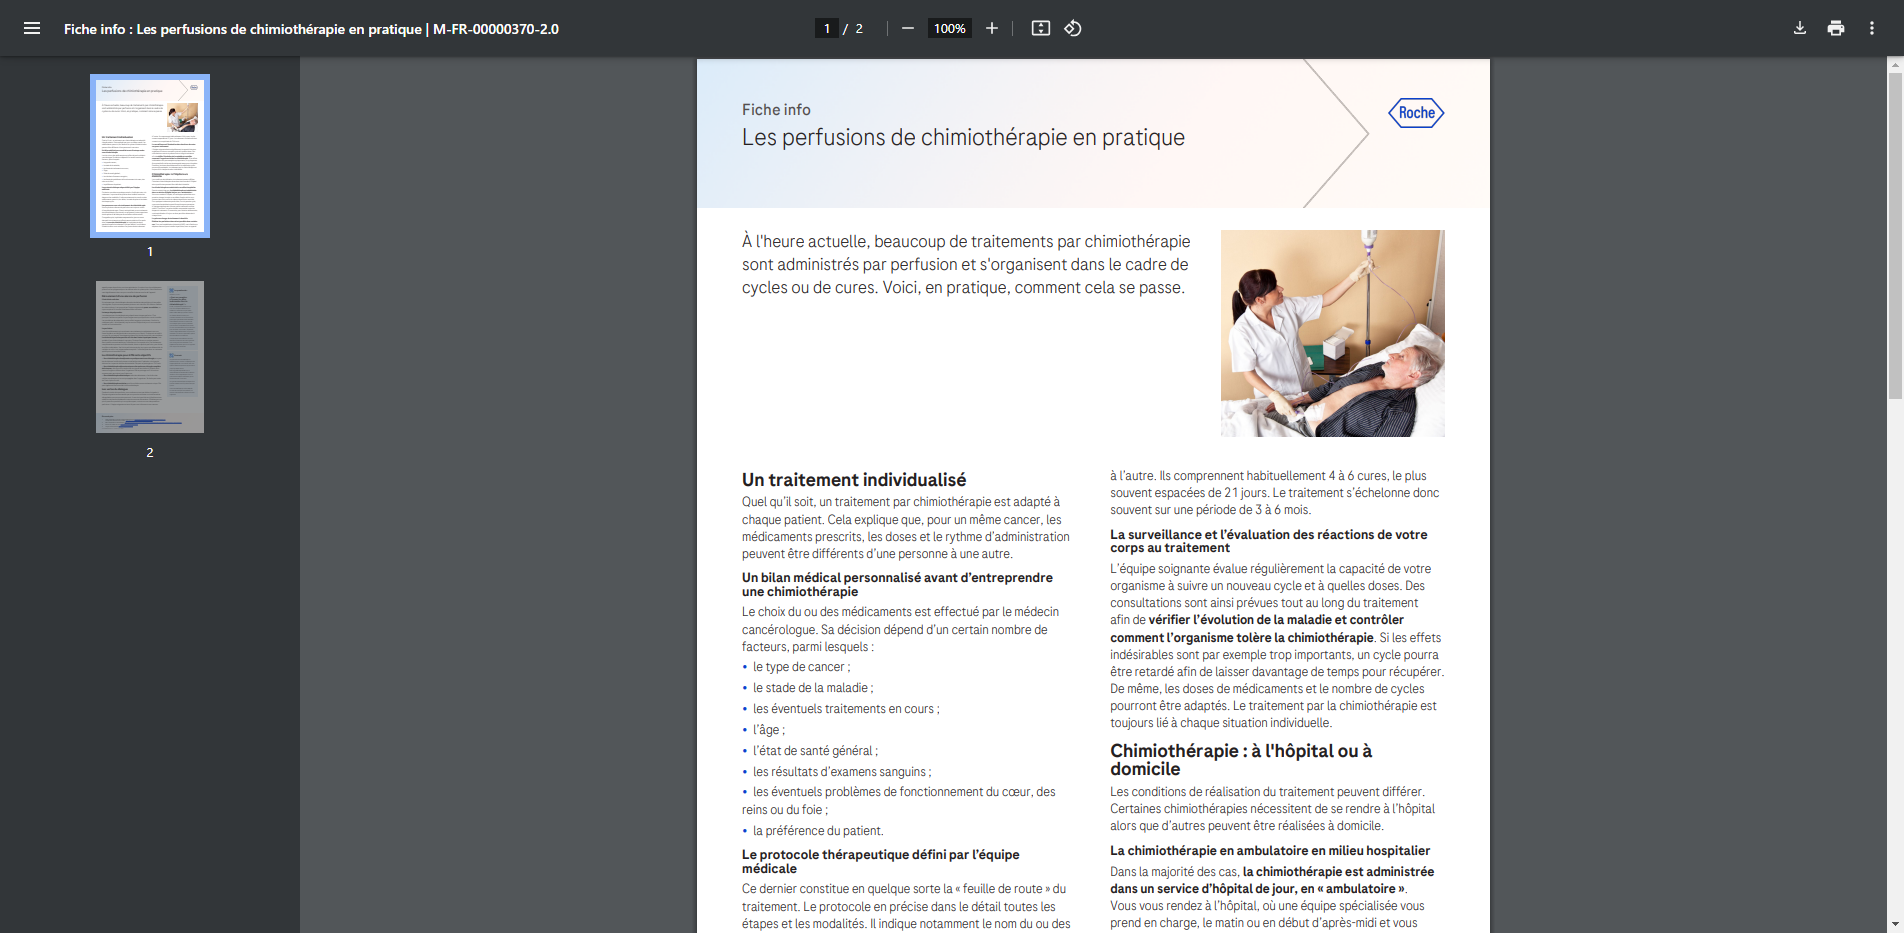 Fiche info : Les perfusions de chimiothérapie en pratique | M-FR-00000370-2.0
1 / 2
100%
1
2
Fiche info
Les perfusions de chimiothérapie en pratique
Roche
À l'heure actuelle, beaucoup de traitements par chimiothérapie
sont administrés par perfusion et s'organisent dans le cadre de
cycles ou de cures. Voici, en pratique, comment cela se passe.
Un traitement individualisé
Quel qu’il soit, un traitement par chimiothérapie est adapté à
chaque patient. Cela explique que, pour un même cancer, les
médicaments prescrits, les doses et le rythme d’administration
peuvent être différents d’une personne à une autre.
Un bilan médical personnalisé avant d’entreprendre
une chimiothérapie
Le choix du ou des médicaments est effectué par le médecin
cancérologue. Sa décision dépend d’un certain nombre de
facteurs, parmi lesquels :
• le type de cancer ;
• le stade de la maladie ;
• les éventuels traitements en cours ;
• l’âge ;
• l’état de santé général ;
• les résultats d’examens sanguins ;
• les éventuels problèmes de fonctionnement du cœur, des
reins ou du foie ;
• la préférence du patient.
Le protocole thérapeutique défini par l’équipe
médicale
Ce dernier constitue en quelque sorte la « feuille de route » du
traitement. Le protocole en précise dans le détail toutes les
étapes et les modalités. Il indique notamment le nom du ou des
à l’autre. Ils comprennent habituellement 4 à 6 cures, le plus
souvent espacées de 21 jours. Le traitement s’échelonne donc
souvent sur une période de 3 à 6 mois.
La surveillance et l’évaluation des réactions de votre
corps au traitement
L’équipe soignante évalue régulièrement la capacité de votre
organisme à suivre un nouveau cycle et à quelles doses. Des
consultations sont ainsi prévues tout au long du traitement
afin de vérifier l’évolution de la maladie et contrôler
comment l’organisme tolère la chimiothérapie. Si les effets
indésirables sont par exemple trop importants, un cycle pourra
être retardé afin de laisser davantage de temps pour récupérer.
De même, les doses de médicaments et le nombre de cycles
pourront être adaptés. Le traitement par la chimiothérapie est
toujours lié à chaque situation individuelle.
Chimiothérapie : à l'hôpital ou à
domicile
Les conditions de réalisation du traitement peuvent différer.
Certaines chimiothérapies nécessitent de se rendre à l’hôpital
alors que d’autres peuvent être réalisées à domicile.
La chimiothérapie en ambulatoire en milieu hospitalier
Dans la majorité des cas, la chimiothérapie est administrée
dans un service d’hôpital de jour, en « ambulatoire ».
Vous vous rendez à l’hôpital, où une équipe spécialisée vous
prend en charge, le matin ou en début d’après-midi et vous